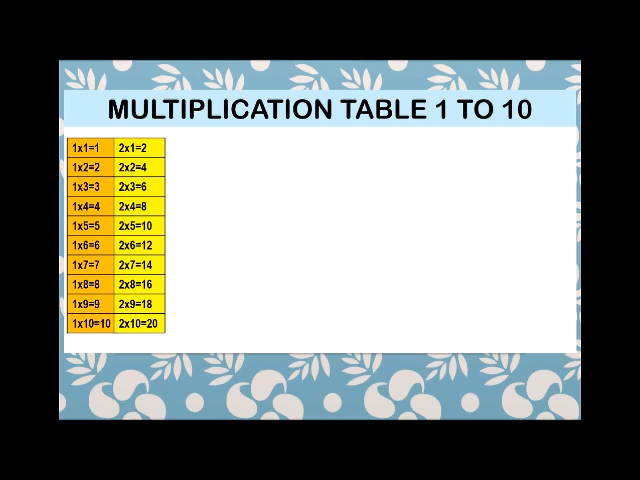 MULTIPLICATION TABLE 1 TO 10
1x1=1 2x1=2
1x2=2 2x2=4
1x3=3 2x3=6
1x4=4 2x4=8
1x5=5 2x5=10
1x6=6 2x6=12
1x7=7 2x7=14
1x8=8 2x8=16
1x9=9 2x9=18
1x10=10 2x10=20